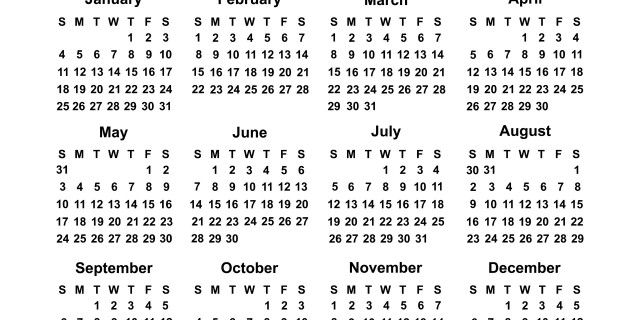 January
S M T W T F S
1 2 3
4 5 6 7 8 9 10
11 12 13 14 15 16 17
18 19 20 21 22 23 24
25 26 27 28 29 30 31
February
S M T W T F S
1 2 3 4 5 6 7
8 9 10 11 12 13 14
15 16 17 18 19 20 21
22 23 24 25 26 27 28
March
S M T W T F S
1 2 3 4 5 6 7
8 9 10 11 12 13 14
15 16 17 18 19 20 21
22 23 24 25 26 27 28
29 30 31
April
S M T W T F S
1 2 3 4
5 6 7 8 9 10 11
12 13 14 15 16 17 18
19 20 21 22 23 24 25
26 27 28 29 30
May
S M T W T F S
31 1 2
3 4 5 6 7 8 9
10 11 12 13 14 15 16
17 18 19 20 21 22 23
24 25 26 27 28 29 30
June
S M T W T F S
1 2 3 4 5 6
7 8 9 10 11 12 13
14 15 16 17 18 19 20
21 22 23 24 25 26 27
28 29 30
July
S M T W T F S
1 2 3 4
5 6 7 8 9 10 11
12 13 14 15 16 17 18
19 20 21 22 23 24 25
26 27 28 29 30 31
August
S M T W T F S
30 31 1
2 3 4 5 6 7 8
9 10 11 12 13 14 15
16 17 18 19 20 21 22
23 24 25 26 27 28 29
September
S M T W T F S
1 2 3 4 5
October
S M T W T F S
1 2 3
November
S M T W T F S
1 2 3 4 5 6 7
December
S M T W T F S
1 2 3 4 5